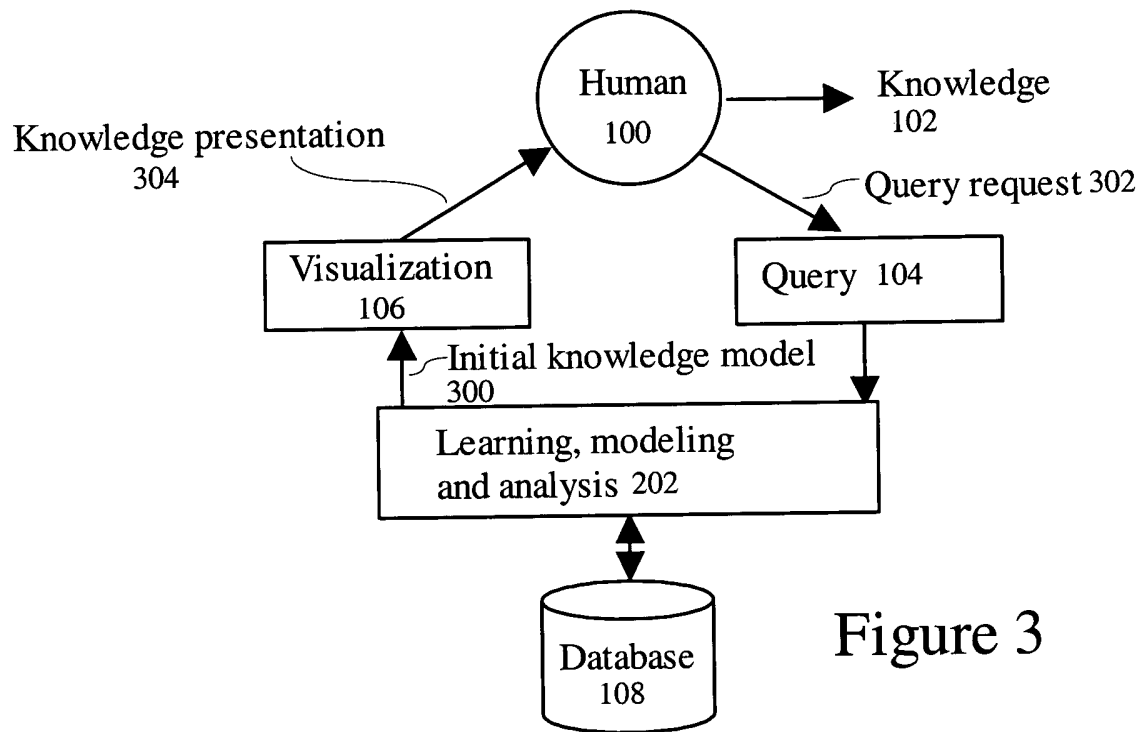 Human
100
Knowledge
102
Knowledge presentation
304
Query request 302
Visualization
106
Query 104
Initial knowledge model
300
Learning, modeling
and analysis 202
Database
108
Figure 3